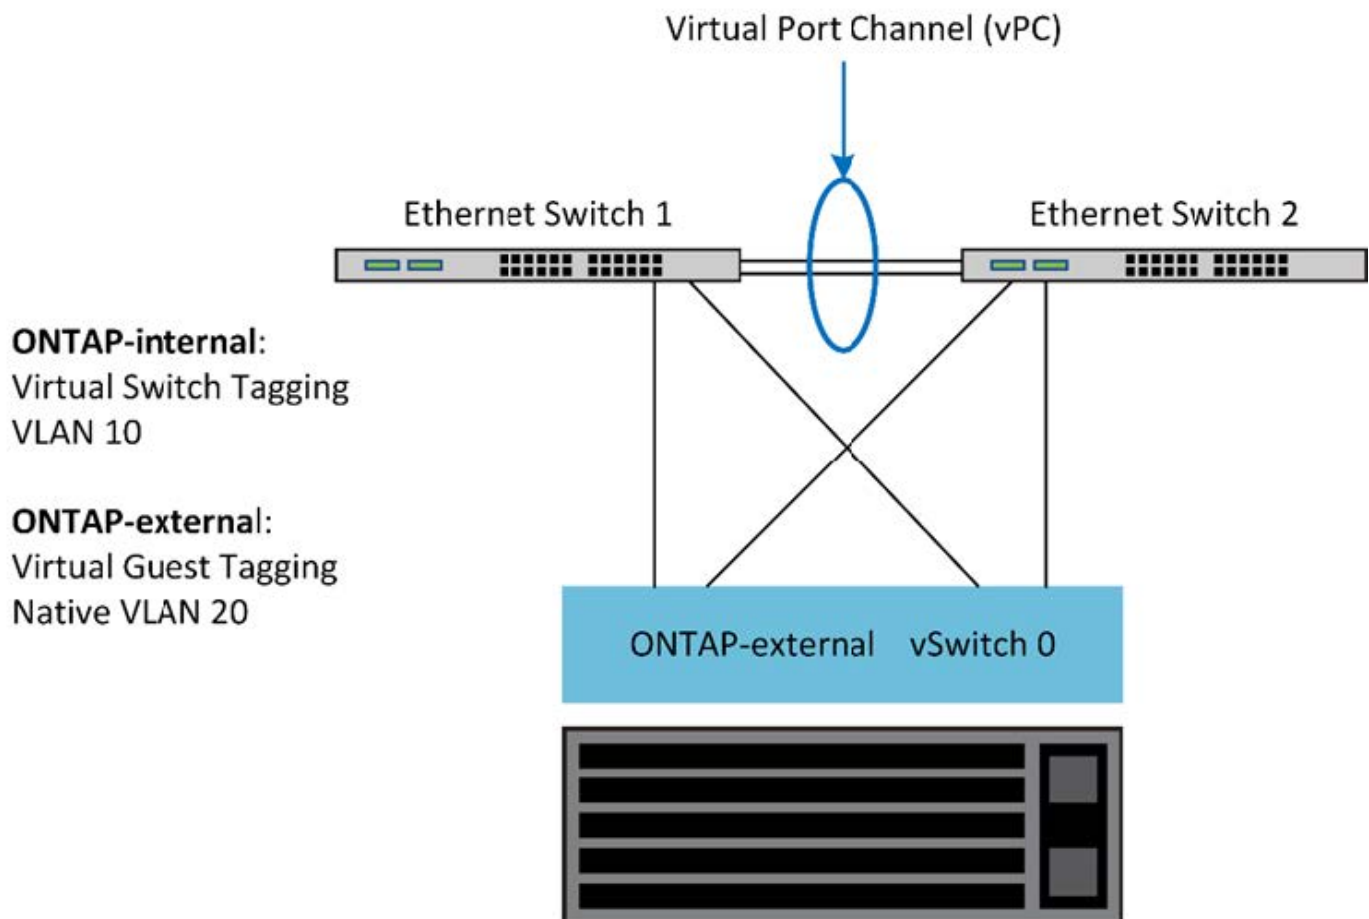 Virtual Port Channel (vPC)
Ethernet Switch 1
Ethernet Switch 2
ONTAP-internal:
Virtual Switch Tagging
VLAN 10
ONTAP-external:
Virtual Guest Tagging
Native VLAN 20
ONTAP-external vSwitch 0